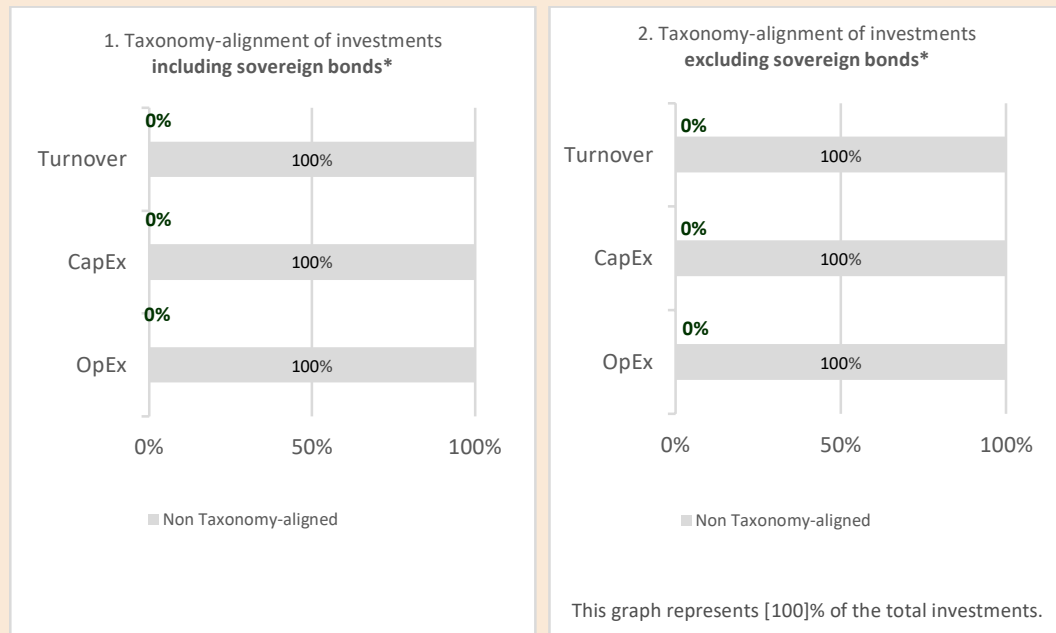 1. Taxonomy-alignment of investments
including sovereign bonds*
0%
Turnover
100%
0%
CapEx
100%
0%
OpEx
100%
0% 50% 100%
Non Taxonomy-aligned
2. Taxonomy-alignment of investments
excluding sovereign bonds*
0%
Turnover
100%
0%
CapEx
100%
0%
OpEx
100%
0% 50% 100%
Non Taxonomy-aligned
This graph represents [100]% of the total investments.